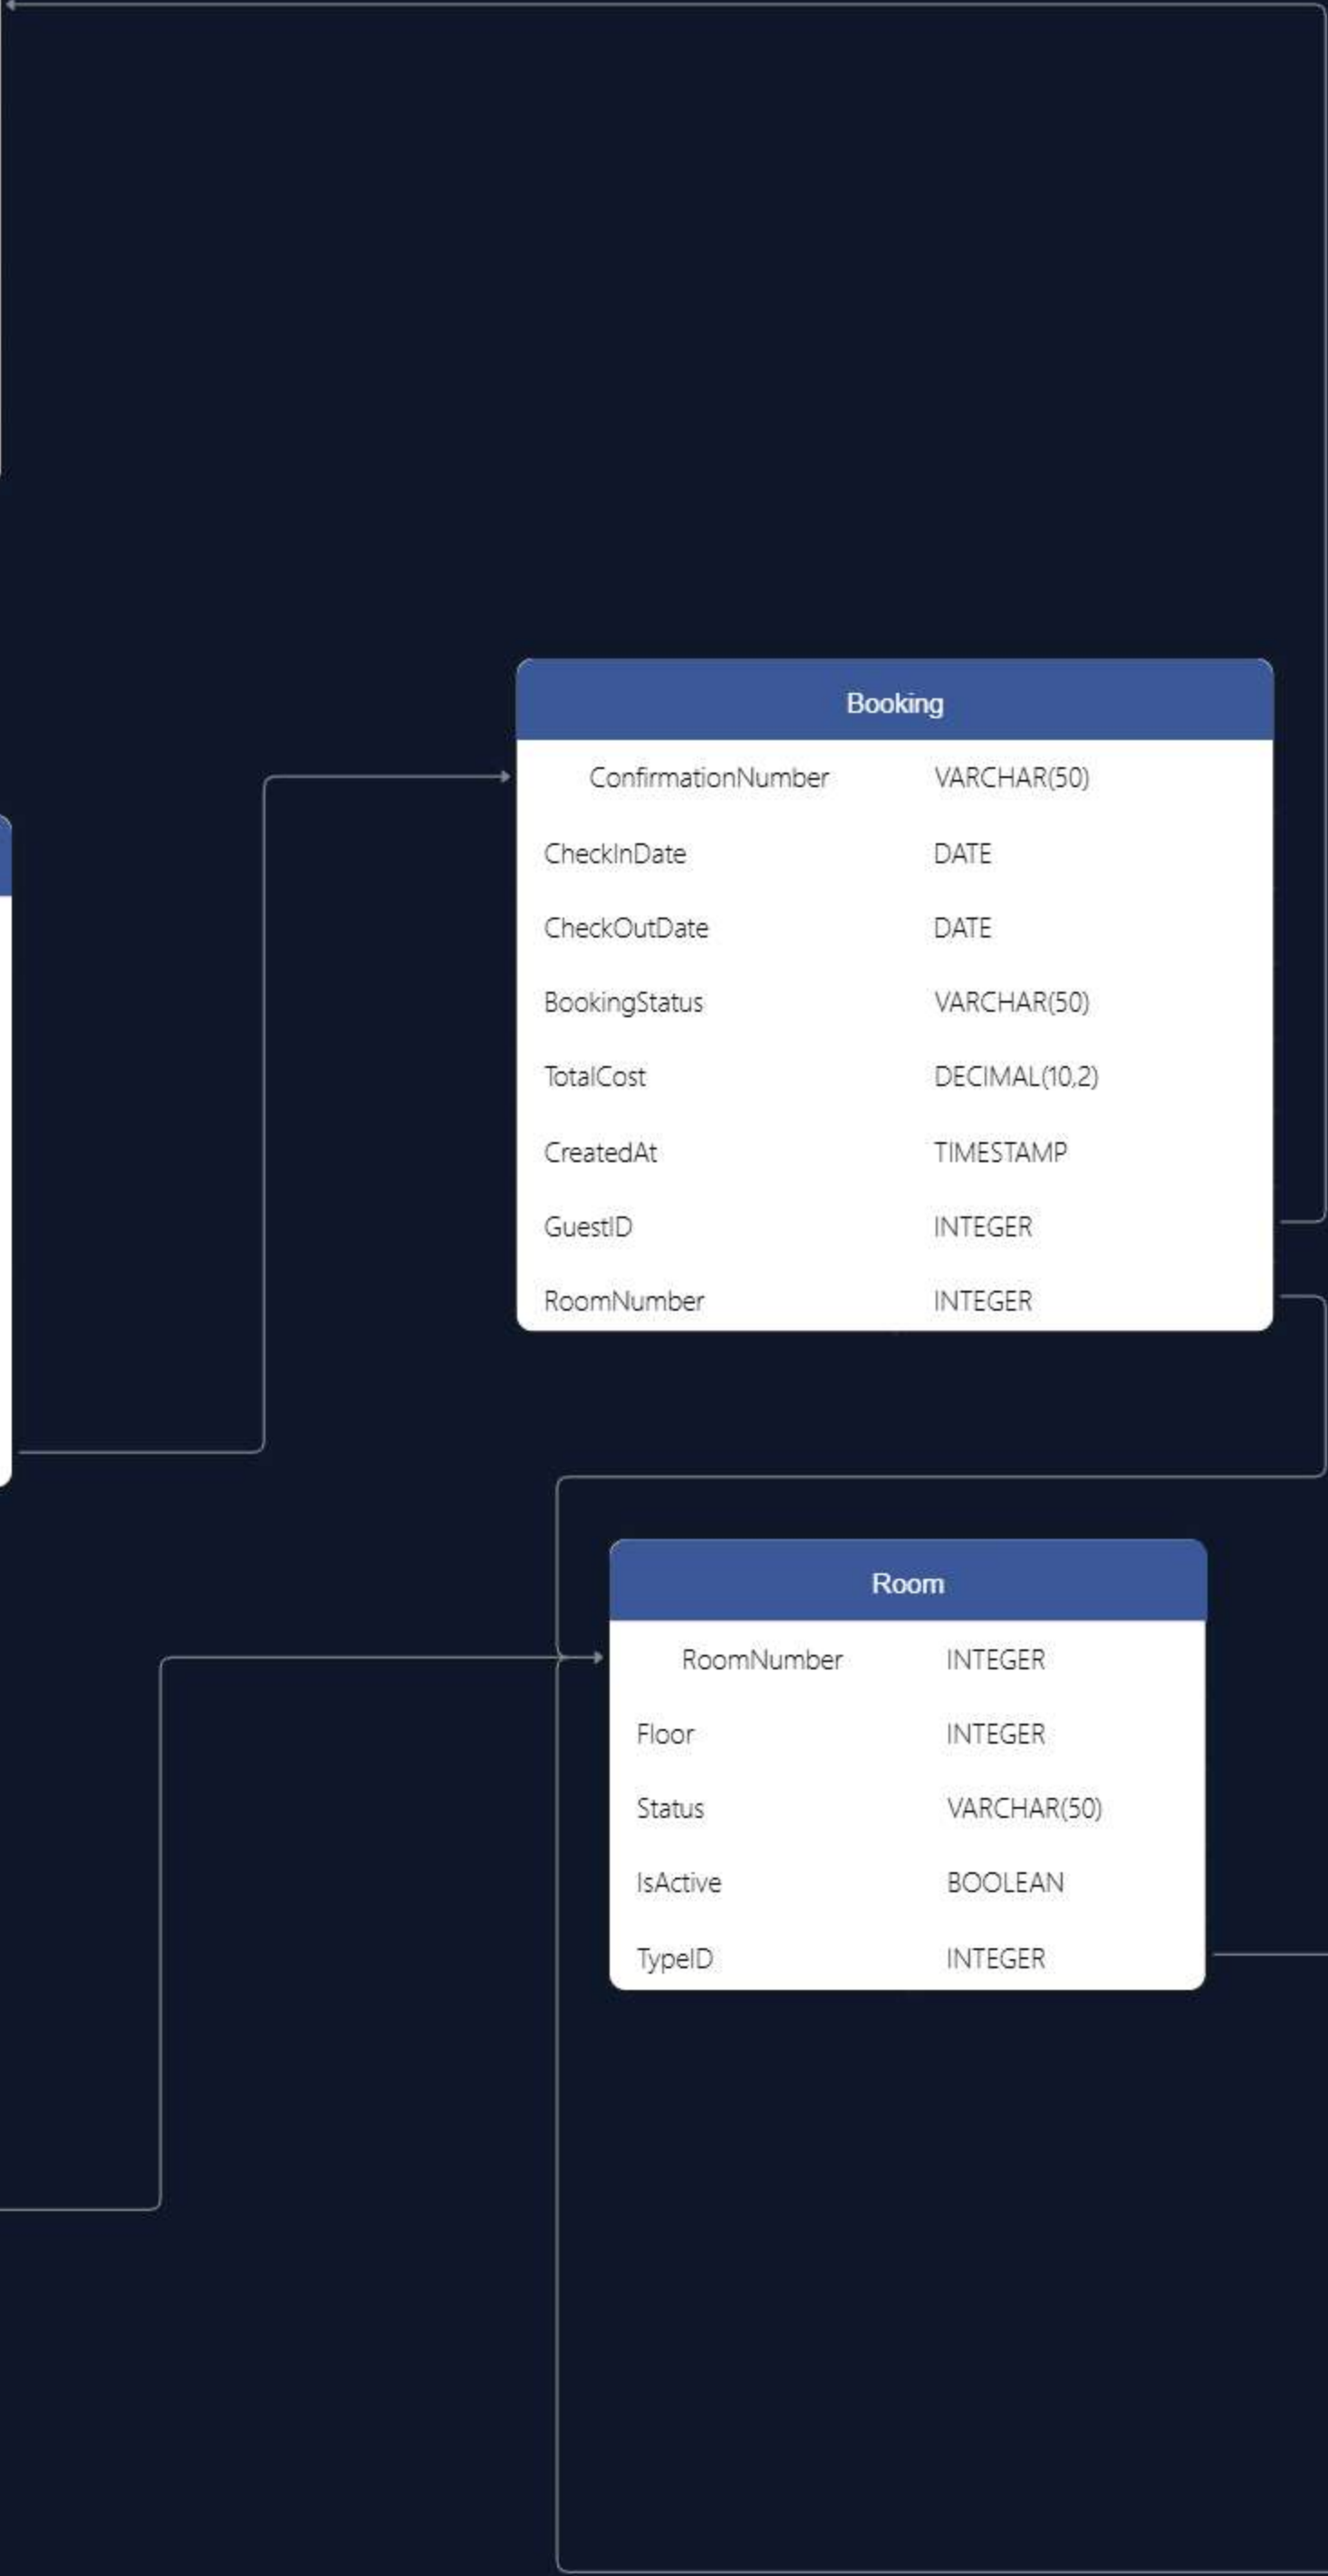 Booking
ConfirmationNumber VARCHAR(50)
CheckInDate DATE
CheckOutDate DATE
BookingStatus VARCHAR(50)
TotalCost DECIMAL(10,2)
CreatedAt TIMESTAMP
GuestID INTEGER
RoomNumber INTEGER
Room
RoomNumber INTEGER
Floor INTEGER
Status VARCHAR(50)
IsActive BOOLEAN
TypeID INTEGER